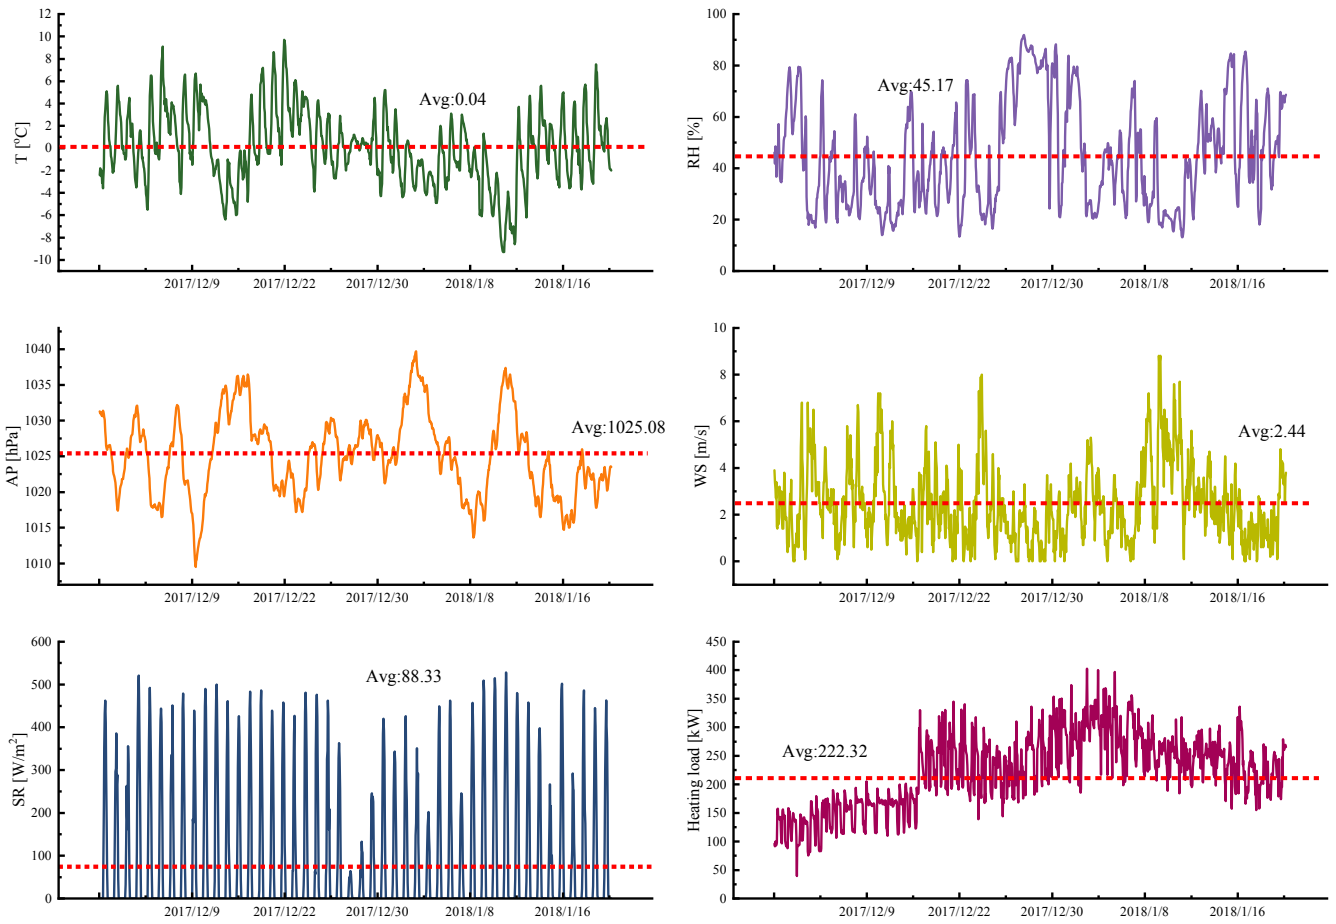 12
10
8
6
4
2
0
-2
-4
-6
-8
-10
T [°C]
Avg:0.04
2017/12/9 2017/12/22 2017/12/30 2018/1/8 2018/1/16
100
80
60
40
20
0
RH [%]
Avg:45.17
2017/12/9 2017/12/22 2017/12/30 2018/1/8 2018/1/16
1040
1035
1030
1025
1020
1015
1010
AP [hPa]
Avg:1025.08
2017/12/9 2017/12/22 2017/12/30 2018/1/8 2018/1/16
10
8
6
4
2
0
WS [m/s]
Avg:2.44
2017/12/9 2017/12/22 2017/12/30 2018/1/8 2018/1/16
600
500
400
300
200
100
0
SR [W/m²]
Avg:88.33
2017/12/9 2017/12/22 2017/12/30 2018/1/8 2018/1/16
450
400
350
300
250
200
150
100
50
0
Heating load [kW]
Avg:222.32
2017/12/9 2017/12/22 2017/12/30 2018/1/8 2018/1/16